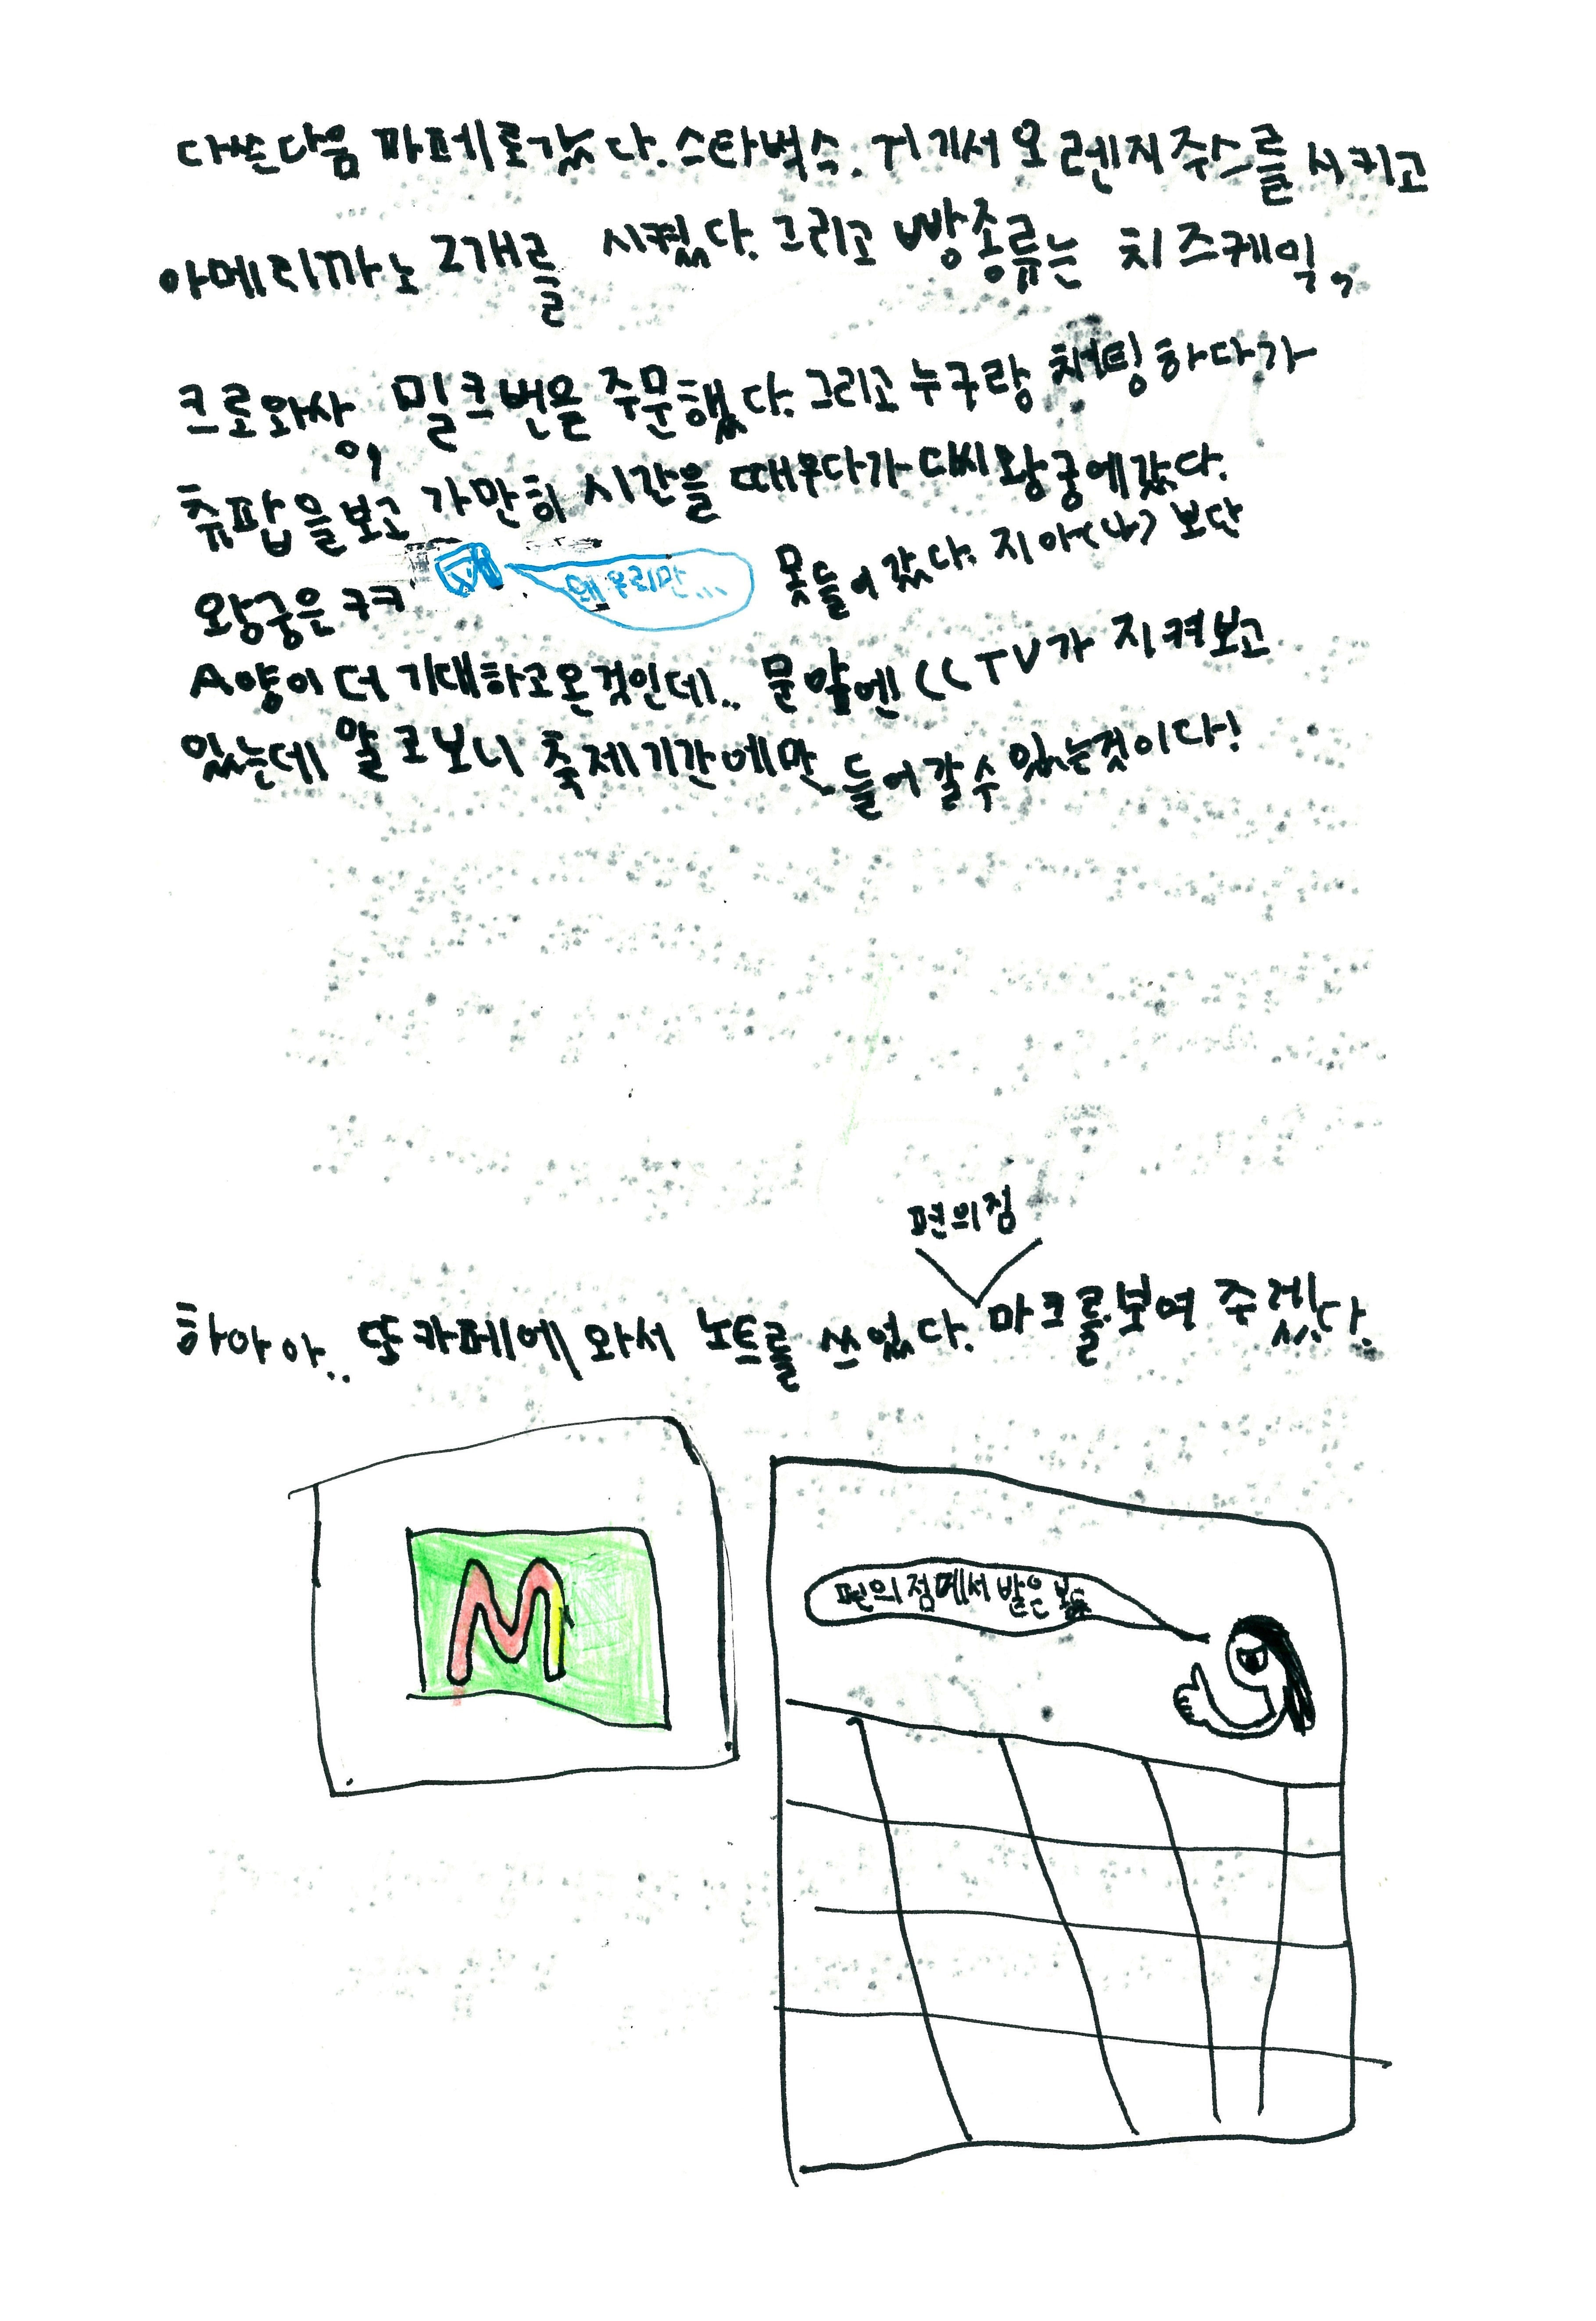 다쓴다음 까페로갔다. 스타벅스. 거기서 오렌지주스를 시키고
아메리까노 2개를 시켰다. 그리고 빵종류는 치즈케익,
크로와상, 밀크번을 주문했다. 그리고 누구랑 채팅하다가
츄팝을보고 가만히 시간을 때우다가 대씨왕궁에갔다.
왕궁은 ㅋㅋ 왜 우리만... 못들어갔다. 지아(나) 보단
A양이 더 기대하고온것인데.. 문앞엔 CCTV가 지켜보고
있는데 알고보니 축제기간에만 들어갈수있는것이다!
편의점
하아아.. 또카페에 와서 노트를 쓰었다. 마크를보여 주겠다.
M
편의점에서 받은